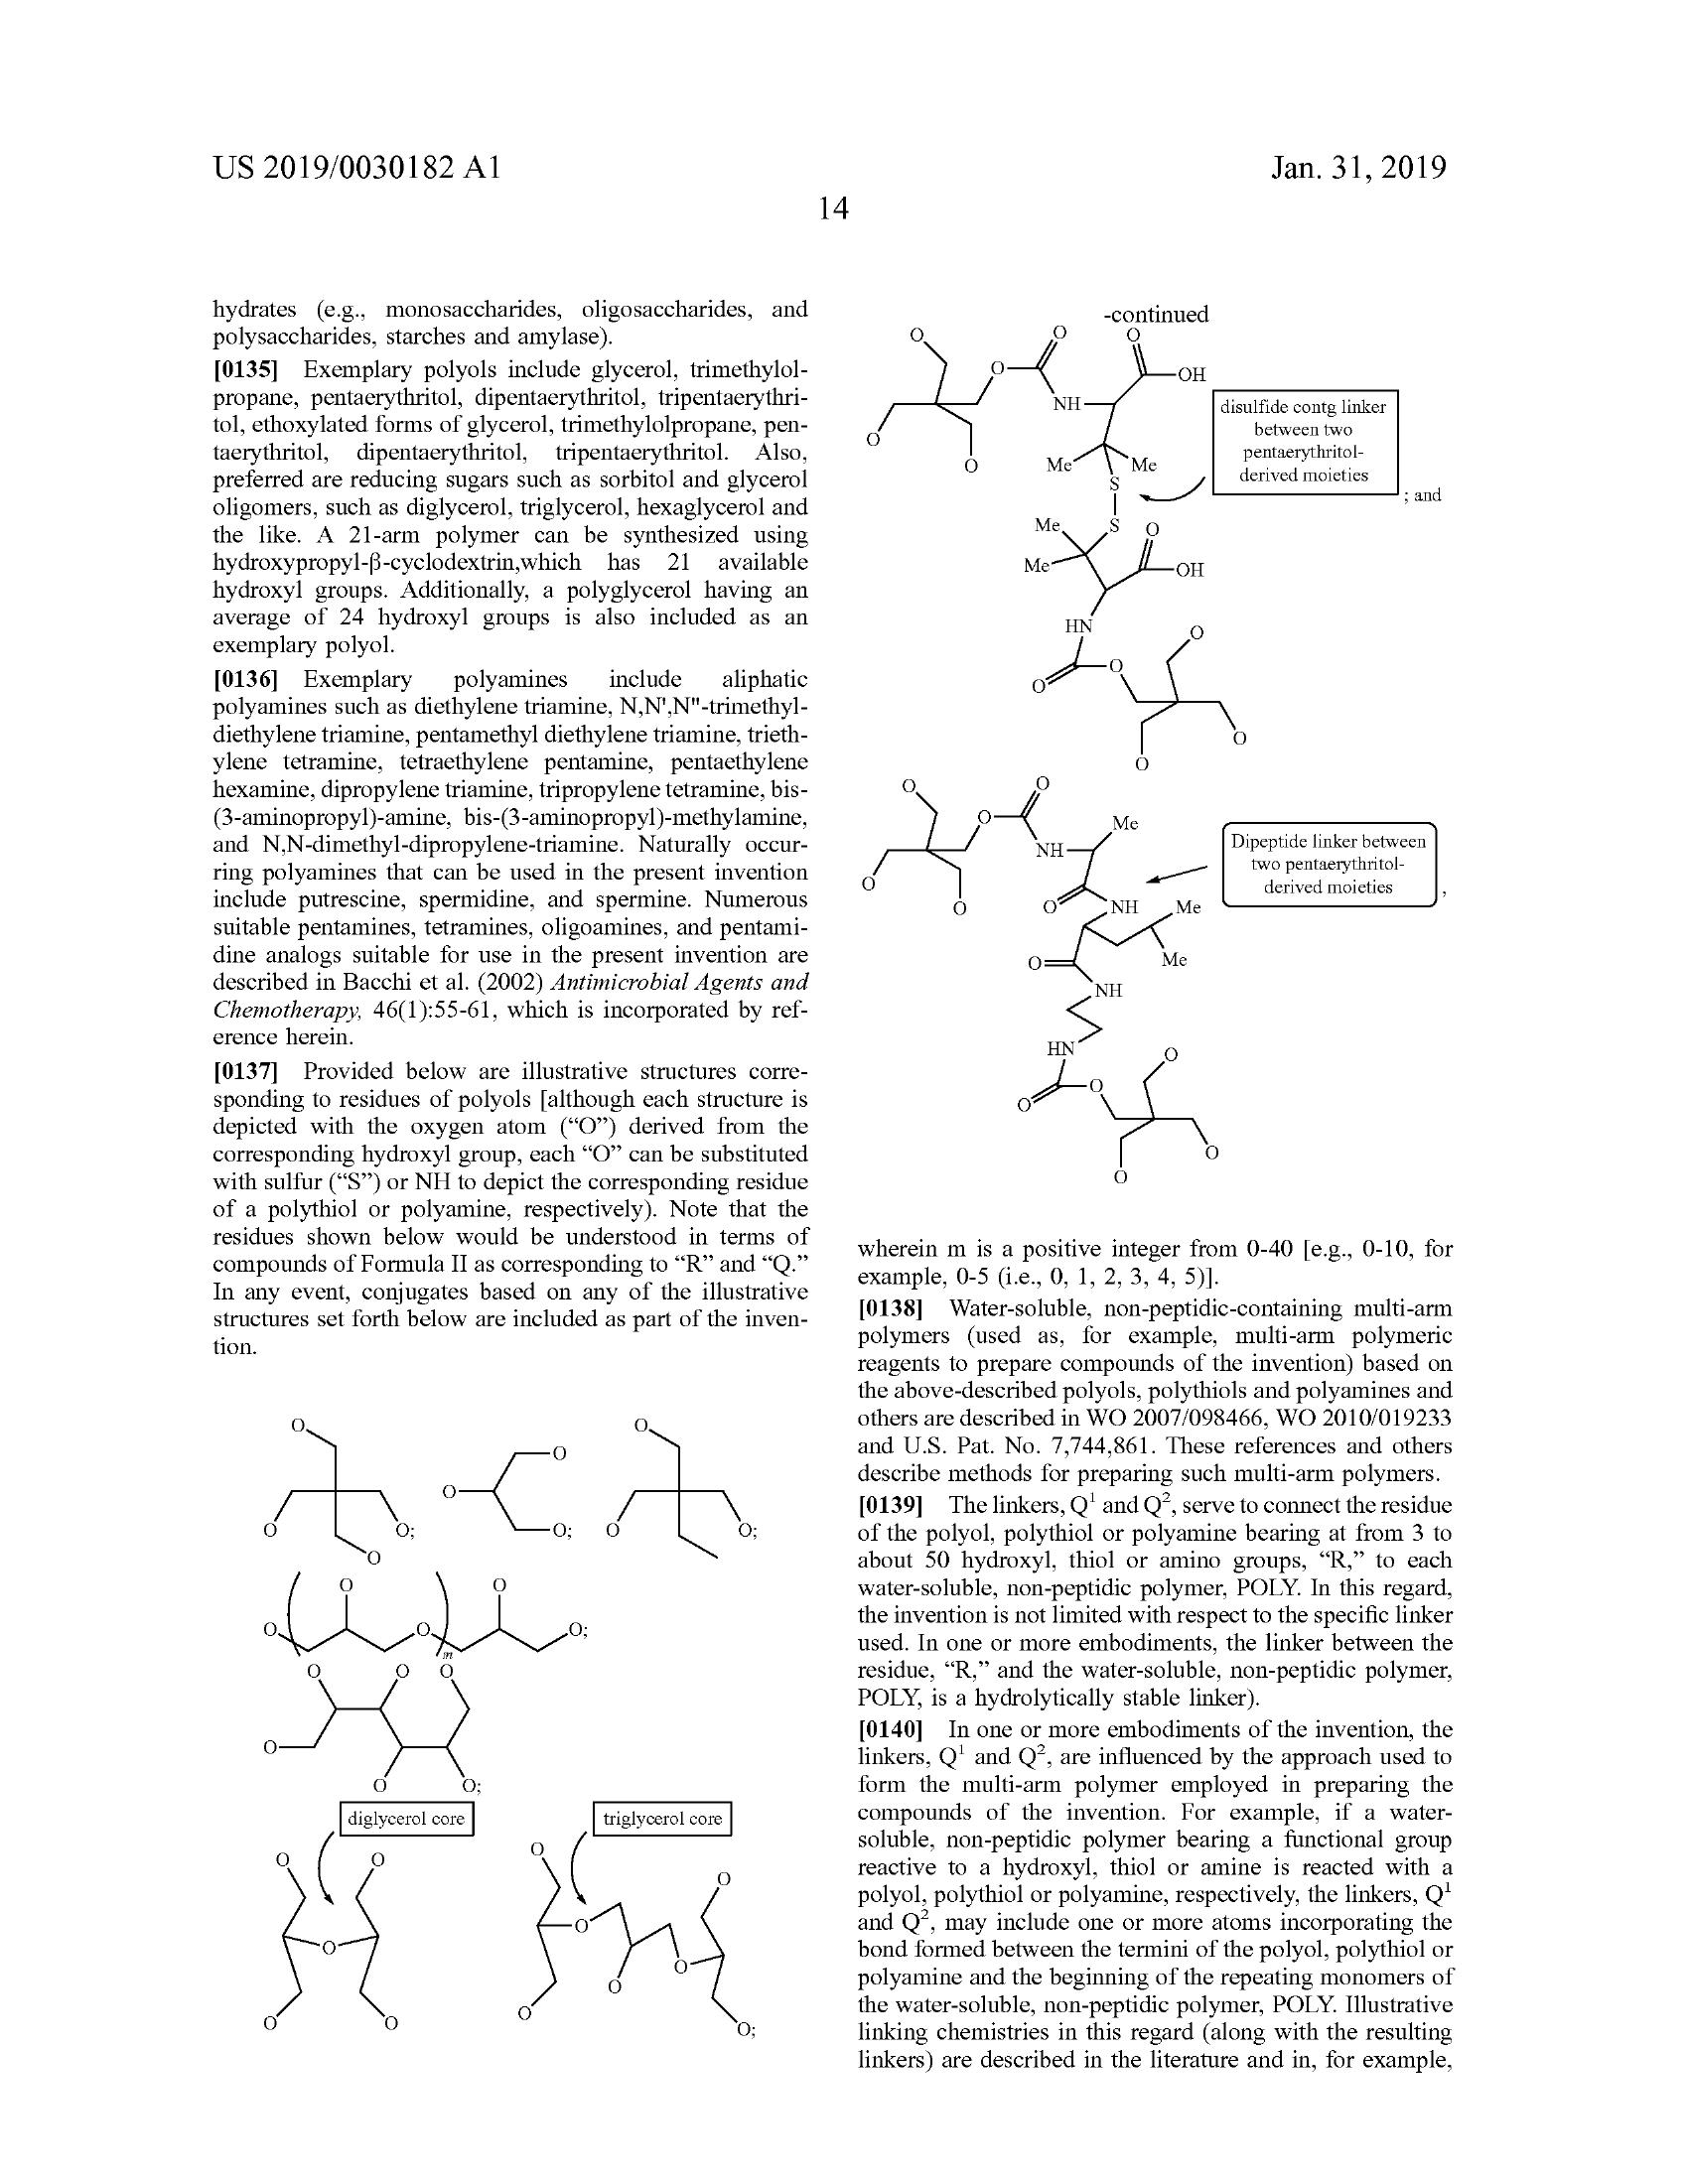 US 2019/0030182 A1
Jan. 31, 2019
14
hydrates (e.g., monosaccharides, oligosaccharides, and
polysaccharides, starches and amylase).
[0135] Exemplary polyols include glycerol, trimethylol-
propane, pentaerythritol, dipentaerythritol, tripentaerythri-
tol, ethoxylated forms of glycerol, trimethylolpropane, pen-
taerythritol, dipentaerythritol, tripentaerythritol. Also,
preferred are reducing sugars such as sorbitol and glycerol
oligomers, such as diglycerol, triglycerol, hexaglycerol and
the like. A 21-arm polymer can be synthesized using
hydroxypropyl-β-cyclodextrin,which has 21 available
hydroxyl groups. Additionally, a polyglycerol having an
average of 24 hydroxyl groups is also included as an
exemplary polyol.
[0136] Exemplary polyamines include aliphatic
polyamines such as diethylene triamine, N,N',N"-trimethyl-
diethylene triamine, pentamethyl diethylene triamine, trieth-
ylene tetramine, tetraethylene pentamine, pentaethylene
hexamine, dipropylene triamine, tripropylene tetramine, bis-
(3-aminopropyl)-amine, bis-(3-aminopropyl)-methylamine,
and N,N-dimethyl-dipropylene-triamine. Naturally occur-
ring polyamines that can be used in the present invention
include putrescine, spermidine, and spermine. Numerous
suitable pentamines, tetramines, oligoamines, and pentami-
dine analogs suitable for use in the present invention are
described in Bacchi et al. (2002) Antimicrobial Agents and
Chemotherapy, 46(1):55-61, which is incorporated by ref-
erence herein.
[0137] Provided below are illustrative structures corre-
sponding to residues of polyols [although each structure is
depicted with the oxygen atom (“O”) derived from the
corresponding hydroxyl group, each “O” can be substituted
with sulfur (“S”) or NH to depict the corresponding residue
of a polythiol or polyamine, respectively). Note that the
residues shown below would be understood in terms of
compounds of Formula II as corresponding to “R” and “Q.”
In any event, conjugates based on any of the illustrative
structures set forth below are included as part of the inven-
tion.
O O
O
O
O O; O; O O;
O
O O
O O O;
m
O O O
O
O O;
diglycerol core
triglycerol core
O O O
O
O
O
O
O
O O O
O;
-continued
O O O
O OH
NH
O
O
Me Me
S
disulfide contg linker
between two
pentaerythritol-
derived moieties
; and
Me S O
Me OH
HN
O
O
O
O
O
O O
O
Me
NH
O
O
O NH Me
O Me
NH
Dipeptide linker between
two pentaerythritol-
derived moieties
,
HN O
O
O
O
O
wherein m is a positive integer from 0-40 [e.g., 0-10, for
example, 0-5 (i.e., 0, 1, 2, 3, 4, 5)].
[0138] Water-soluble, non-peptidic-containing multi-arm
polymers (used as, for example, multi-arm polymeric
reagents to prepare compounds of the invention) based on
the above-described polyols, polythiols and polyamines and
others are described in WO 2007/098466, WO 2010/019233
and U.S. Pat. No. 7,744,861. These references and others
describe methods for preparing such multi-arm polymers.
[0139] The linkers, Q¹ and Q², serve to connect the residue
of the polyol, polythiol or polyamine bearing at from 3 to
about 50 hydroxyl, thiol or amino groups, “R,” to each
water-soluble, non-peptidic polymer, POLY. In this regard,
the invention is not limited with respect to the specific linker
used. In one or more embodiments, the linker between the
residue, “R,” and the water-soluble, non-peptidic polymer,
POLY, is a hydrolytically stable linker).
[0140] In one or more embodiments of the invention, the
linkers, Q¹ and Q², are influenced by the approach used to
form the multi-arm polymer employed in preparing the
compounds of the invention. For example, if a water-
soluble, non-peptidic polymer bearing a functional group
reactive to a hydroxyl, thiol or amine is reacted with a
polyol, polythiol or polyamine, respectively, the linkers, Q¹
and Q², may include one or more atoms incorporating the
bond formed between the termini of the polyol, polythiol or
polyamine and the beginning of the repeating monomers of
the water-soluble, non-peptidic polymer, POLY. Illustrative
linking chemistries in this regard (along with the resulting
linkers) are described in the literature and in, for example,